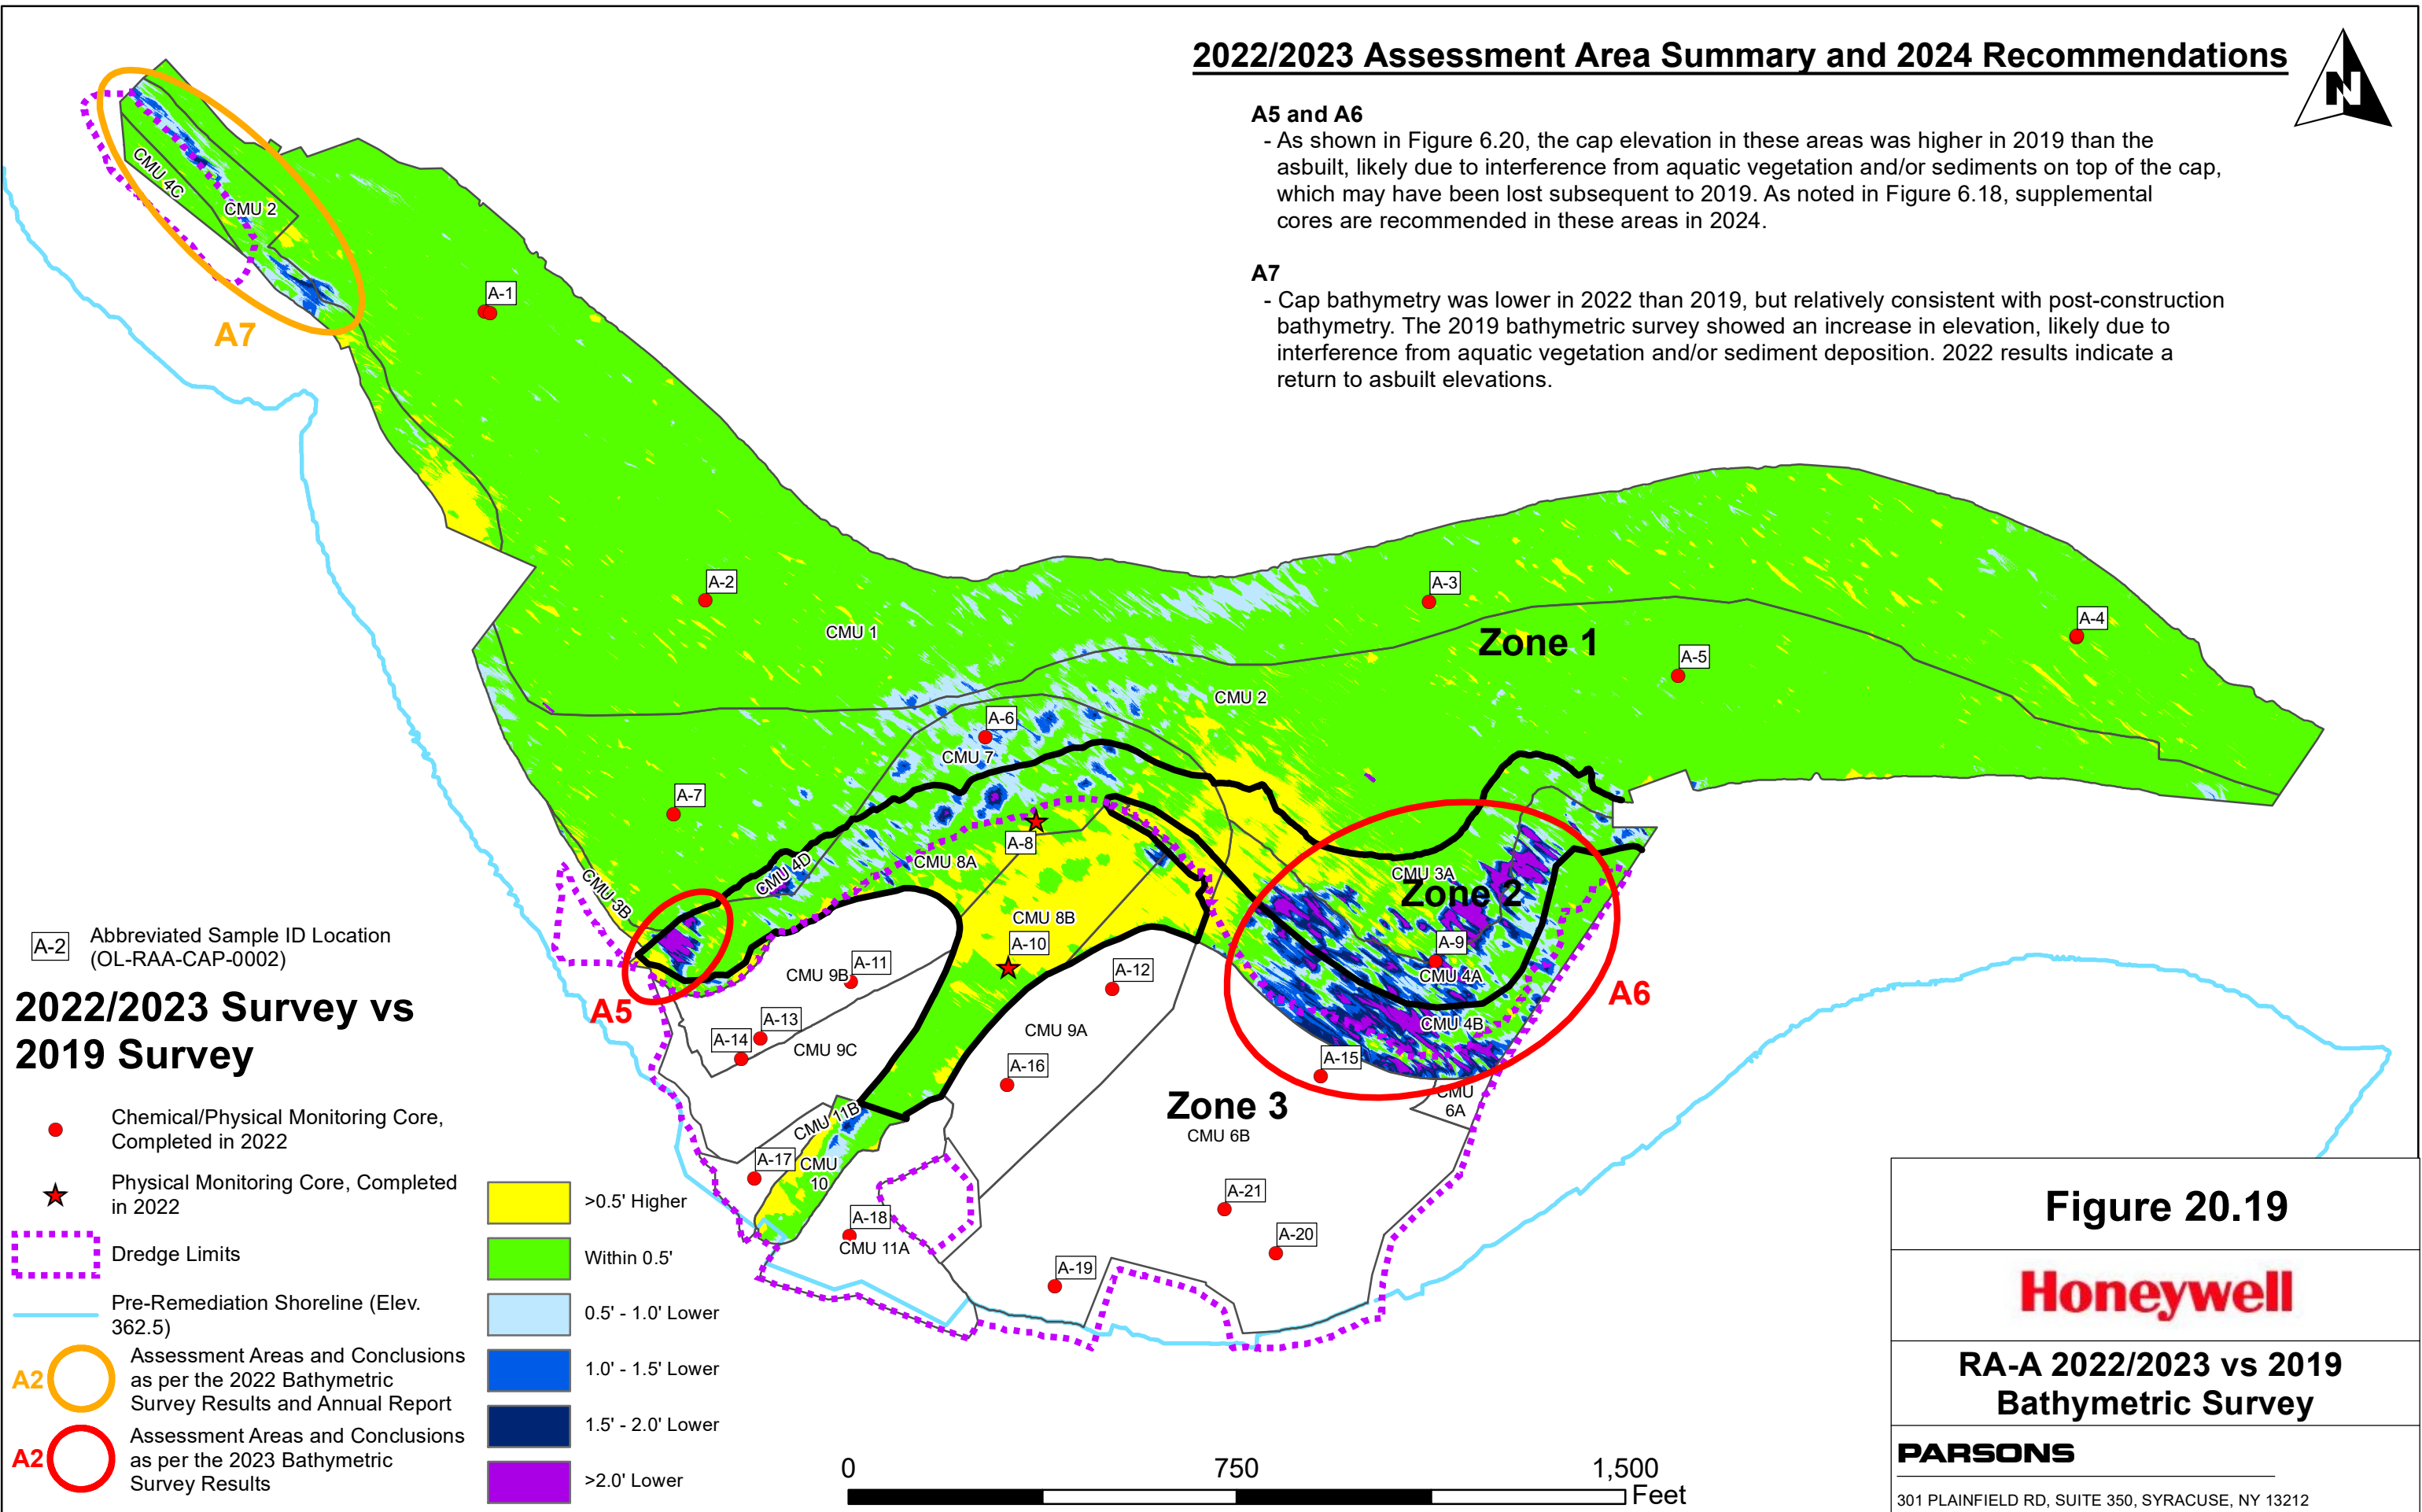 2022/2023 Assessment Area Summary and 2024 Recommendations
N
A5 and A6
- As shown in Figure 6.20, the cap elevation in these areas was higher in 2019 than the
asbuilt, likely due to interference from aquatic vegetation and/or sediments on top of the cap,
which may have been lost subsequent to 2019. As noted in Figure 6.18, supplemental
cores are recommended in these areas in 2024.
A7
- Cap bathymetry was lower in 2022 than 2019, but relatively consistent with post-construction
bathymetry. The 2019 bathymetric survey showed an increase in elevation, likely due to
interference from aquatic vegetation and/or sediment deposition. 2022 results indicate a
return to asbuilt elevations.
CMU 4C
CMU 2
A7
A-1
A-2
A-3
A-4
CMU 1
Zone 1
A-5
CMU 2
A-6
CMU 7
A-7
A-8
CMU 4D
CMU 8A
CMU 3B
CMU 3A
Zone 2
CMU 8B
A-10
A-9
CMU 4A
A-11
CMU 9B
A-12
A6
A5
A-13
A-14
CMU 9C
CMU 9A
CMU 4B
A-15
A-16
CMU
6A
Zone 3
CMU 6B
CMU 11B
A-17
CMU
10
A-18
CMU 11A
A-21
A-20
A-19
A-2
Abbreviated Sample ID Location
(OL-RAA-CAP-0002)
2022/2023 Survey vs
2019 Survey
Chemical/Physical Monitoring Core,
Completed in 2022
Physical Monitoring Core, Completed
in 2022
Dredge Limits
Pre-Remediation Shoreline (Elev.
362.5)
A2
Assessment Areas and Conclusions
as per the 2022 Bathymetric
Survey Results and Annual Report
A2
Assessment Areas and Conclusions
as per the 2023 Bathymetric
Survey Results
>0.5' Higher
Within 0.5'
0.5' - 1.0' Lower
1.0' - 1.5' Lower
1.5' - 2.0' Lower
>2.0' Lower
0 750 1,500
Feet
Figure 20.19
Honeywell
RA-A 2022/2023 vs 2019
Bathymetric Survey
PARSONS
301 PLAINFIELD RD, SUITE 350, SYRACUSE, NY 13212